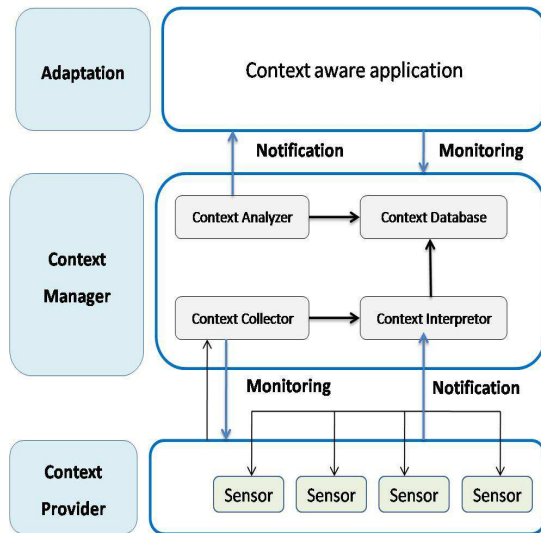 Adaptation
Context aware application
Notification
Monitoring
Context
Manager
Context Analyzer
Context Database
Context Collector
Context Interpretor
Monitoring
Notification
Context
Provider
Sensor
Sensor
Sensor
Sensor